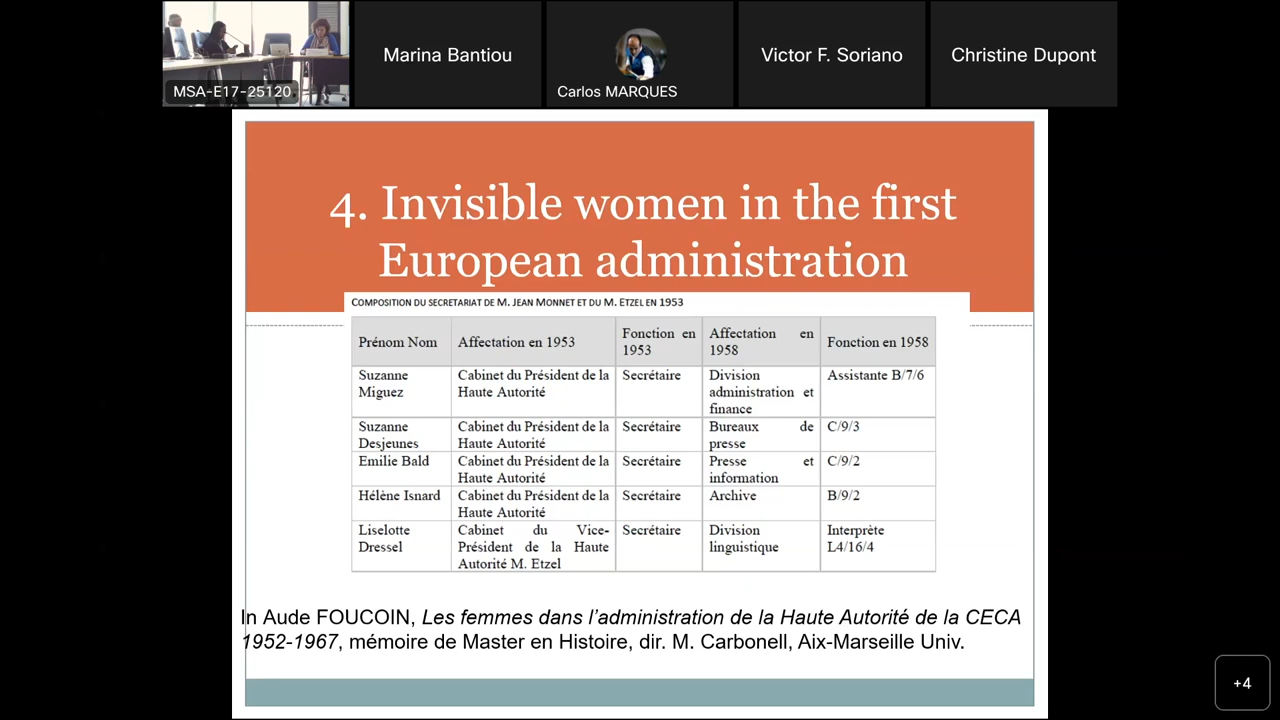 MSA-E17-25120
Marina Bantiou
Carlos MARQUES
Victor F. Soriano
Christine Dupont
4. Invisible women in the first
European administration
COMPOSITION DU SECRETARIAT DE M. JEAN MONNET ET DU M. ETZEL EN 1953
Prénom Nom
Affectation en 1953
Fonction en
1953
Affectation en
1958
Fonction en 1958
Suzanne
Miguez
Cabinet du Président de la
Haute Autorité
Secrétaire
Division
administration et
finance
Assistante B/7/6
Suzanne
Desjeunes
Cabinet du Président de la
Haute Autorité
Secrétaire
Bureaux de
presse
C/9/3
Emilie Bald
Cabinet du Président de la
Haute Autorité
Secrétaire
Presse et
information
C/9/2
Hélène Isnard
Cabinet du Président de la
Haute Autorité
Secrétaire
Archive
B/9/2
Liselotte
Dressel
Cabinet du Vice-
Président de la Haute
Autorité M. Etzel
Secrétaire
Division
linguistique
Interprète
L4/16/4
In Aude FOUCOIN, Les femmes dans l’administration de la Haute Autorité de la CECA
1952-1967, mémoire de Master en Histoire, dir. M. Carbonell, Aix-Marseille Univ.
+4